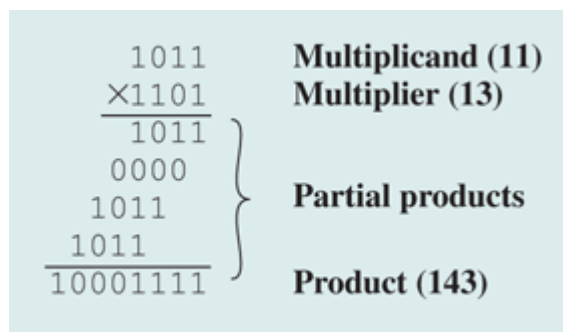 1011 Multiplicand (11)
×1101 Multiplier (13)
1011
0000
1011 Partial products
1011
10001111 Product (143)